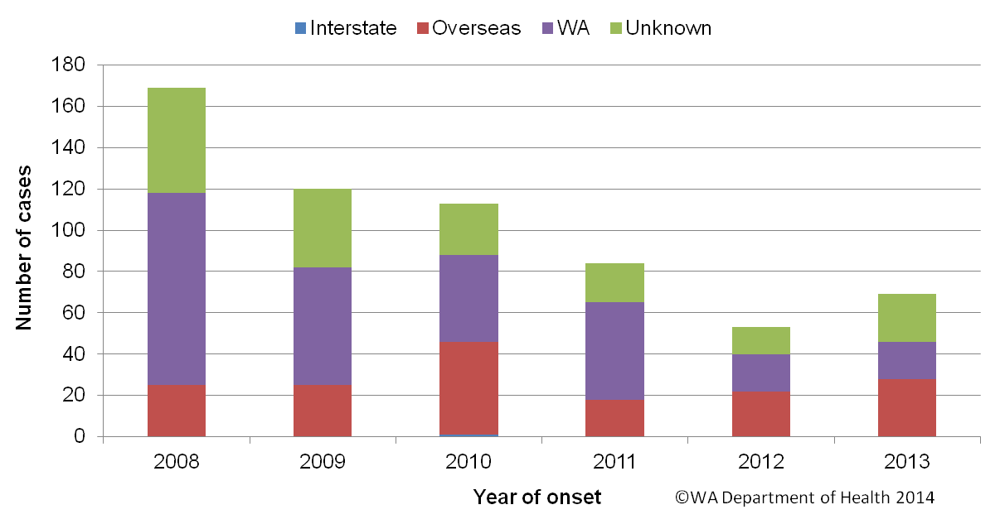 Interstate Overseas WA Unknown
180
160
140
120
100
80
60
40
20
0
Number of cases
2008 2009 2010 2011 2012 2013
Year of onset
©WA Department of Health 2014